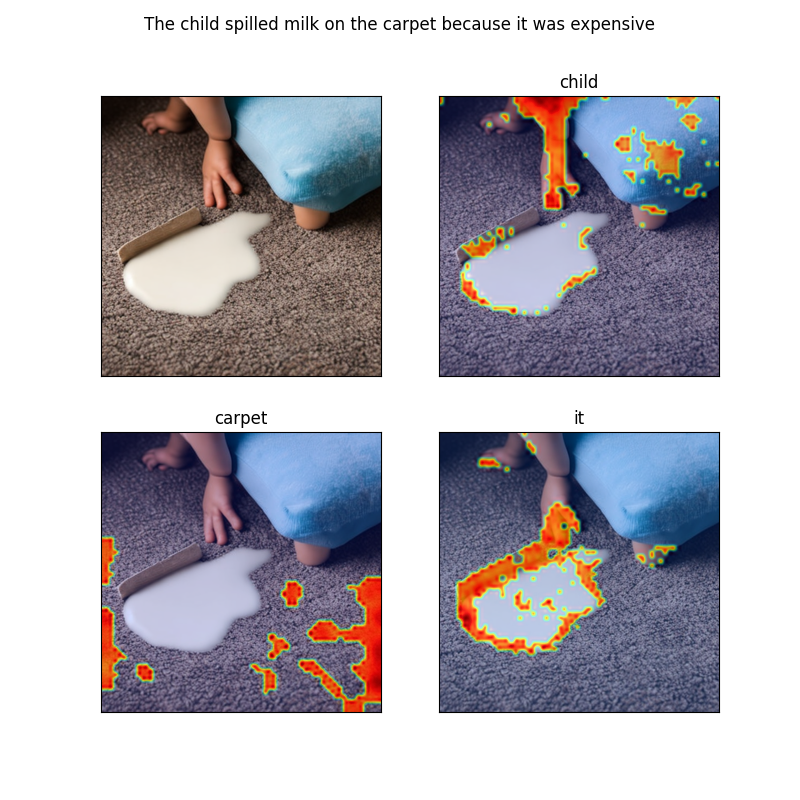 The child spilled milk on the carpet because it was expensive
child
carpet
it